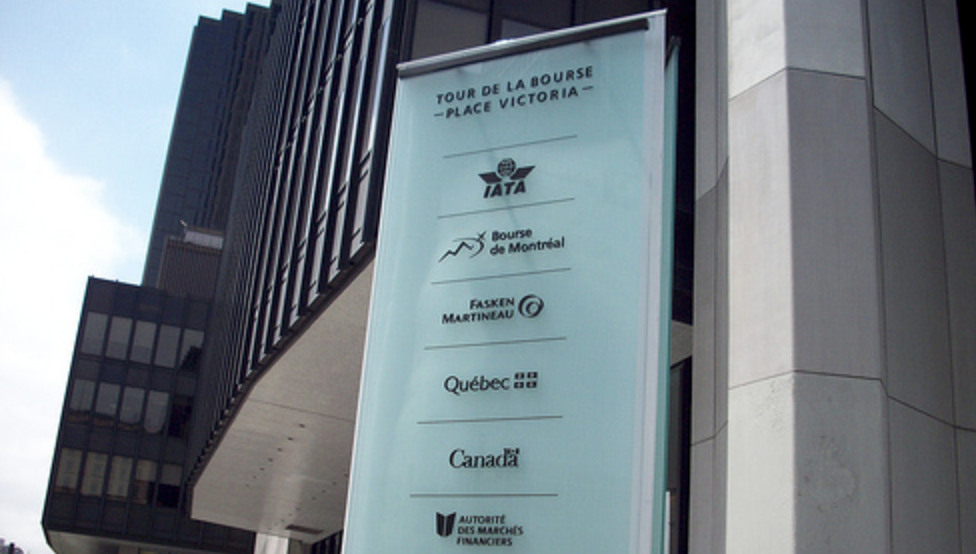 TOUR DE LA BOURSE
—PLACE VICTORIA—
IATA
Bourse
de Montréal
FASKEN
MARTINEAU
Québec
Canada
AUTORITÉ
DES MARCHÉS
FINANCIERS